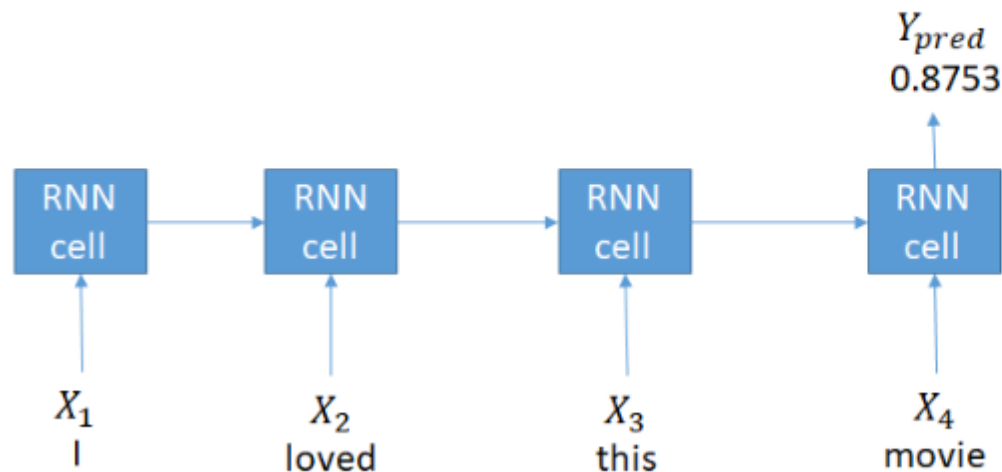 Y_pred
0.8753
RNN
cell
RNN
cell
RNN
cell
RNN
cell
X_1
I
X_2
loved
X_3
this
X_4
movie